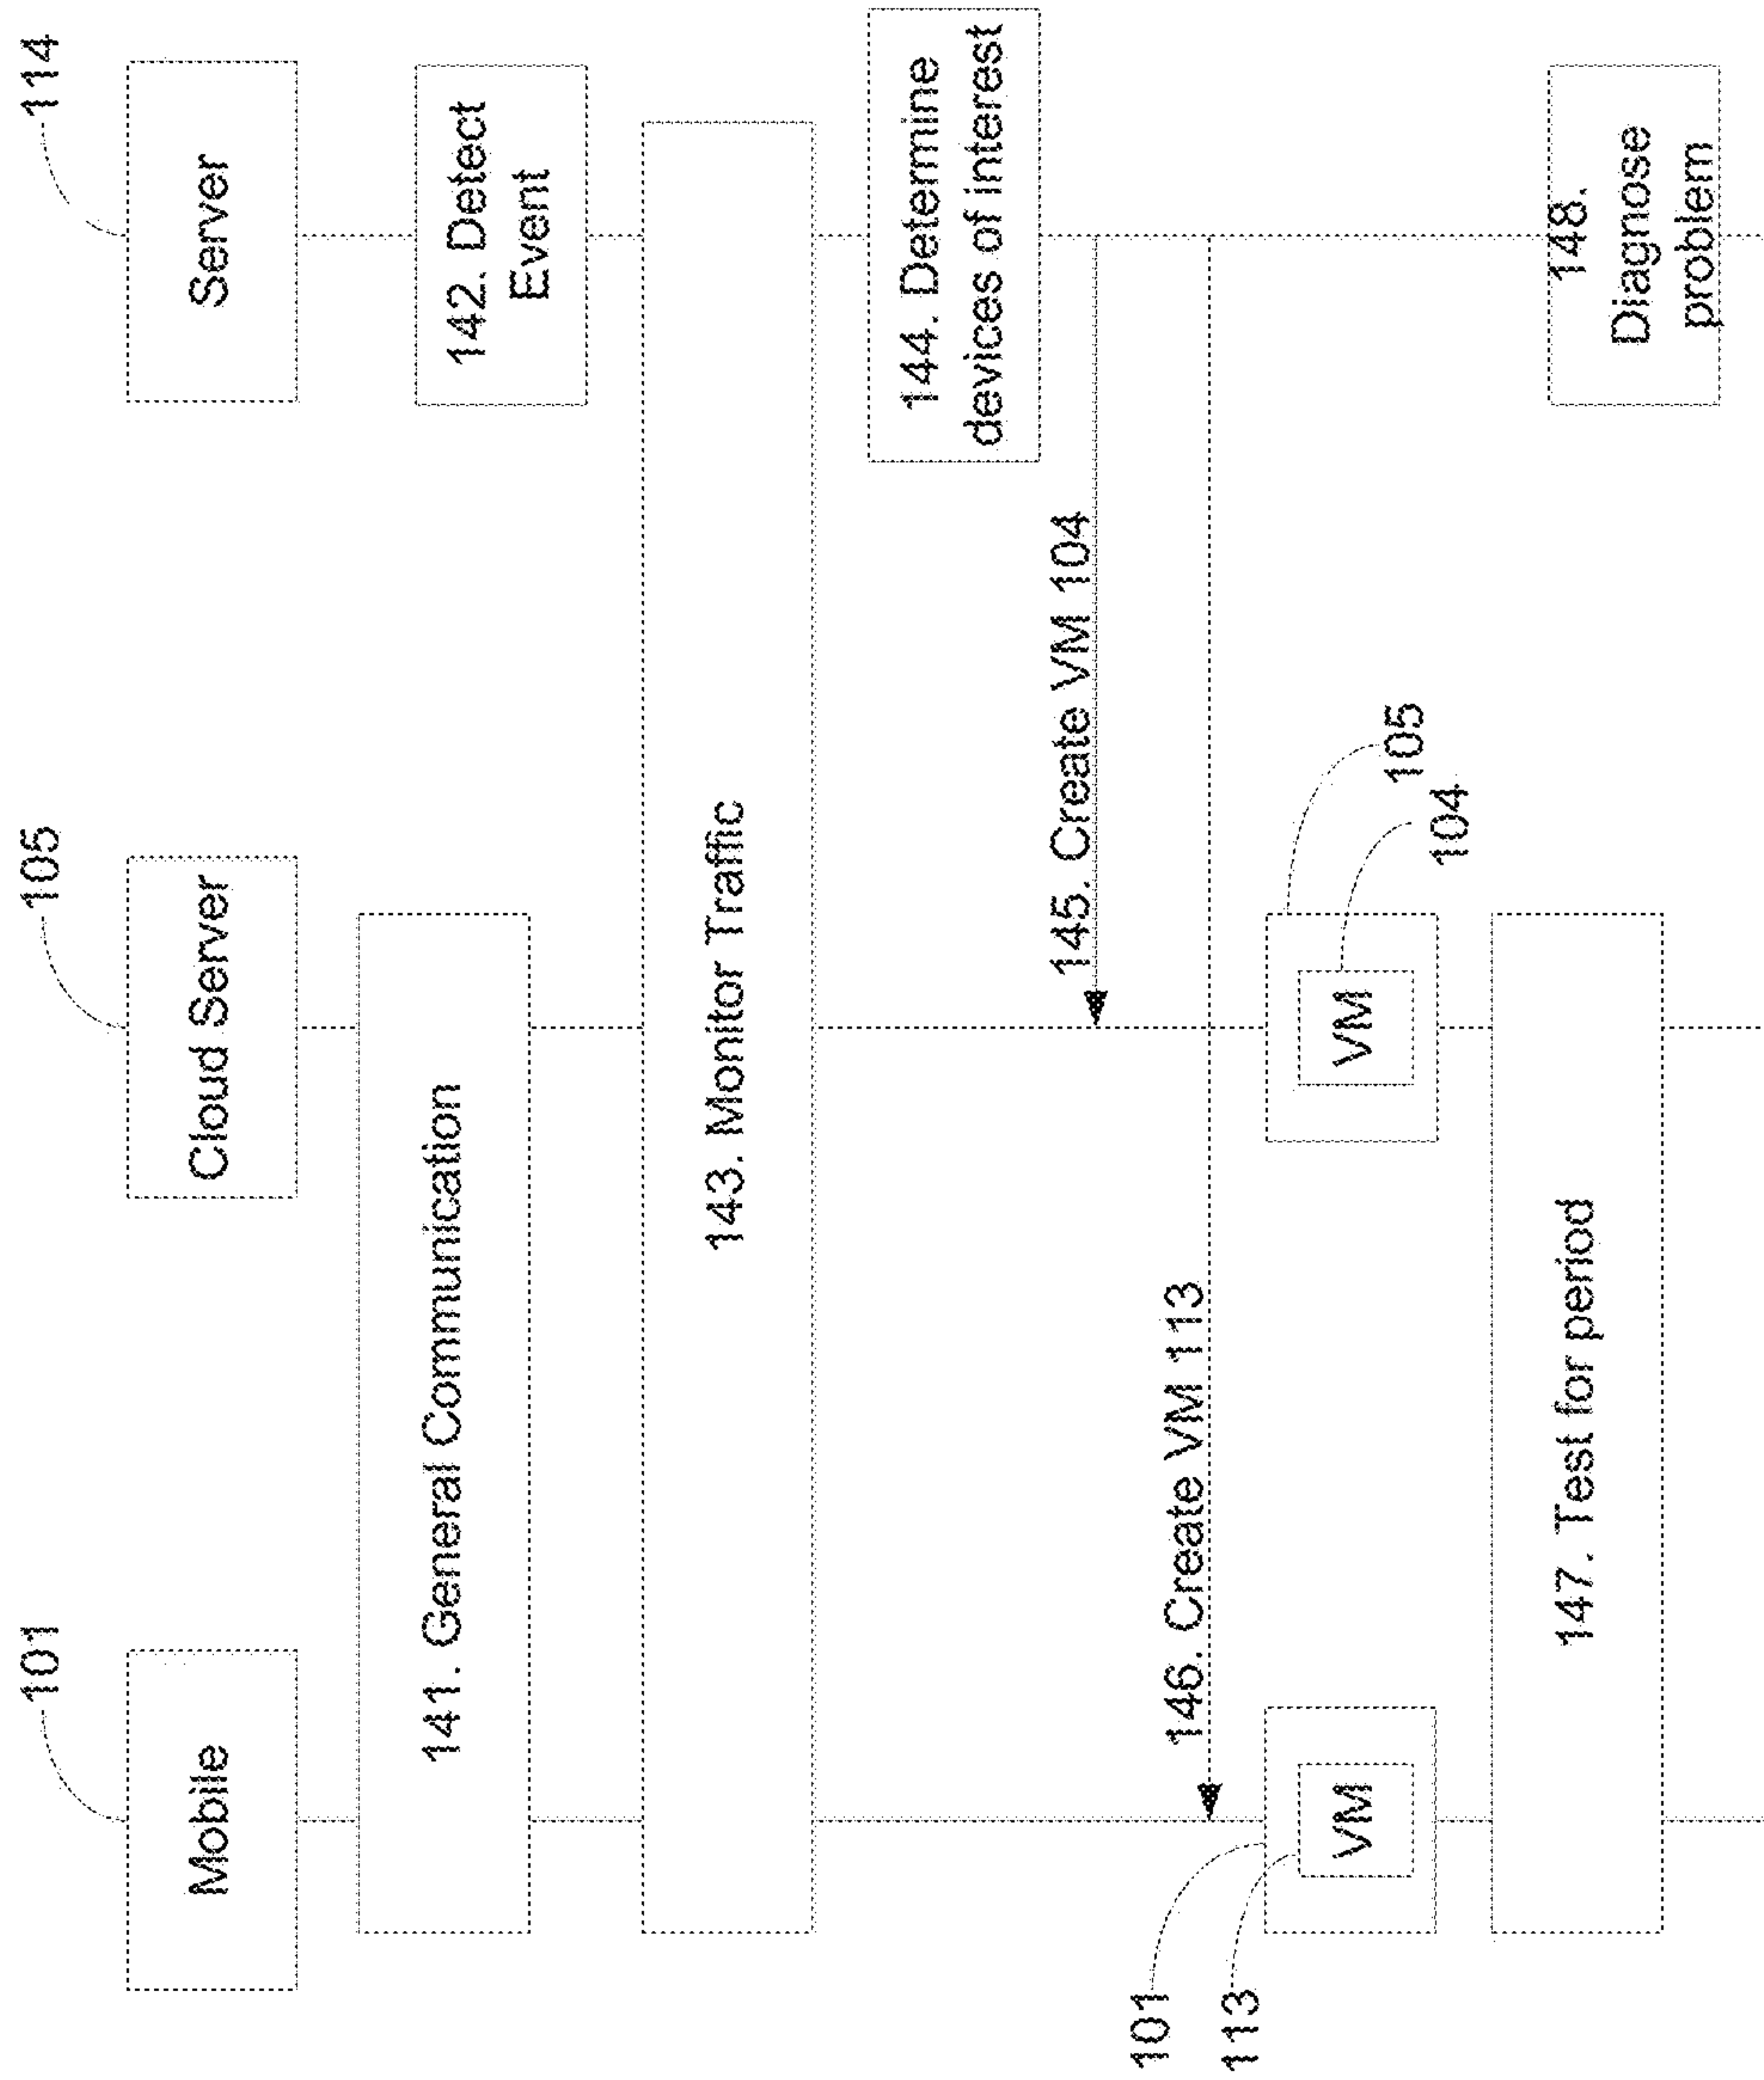 101
105
114
Mobile
Cloud Server
Server
141. General Communication
142. Detect
Event
143. Monitor Traffic
144. Determine
devices of interest
145. Create VM 104
146. Create VM 113
101
113
VM
VM
105
104
147. Test for period
148.
Diagnose
problem